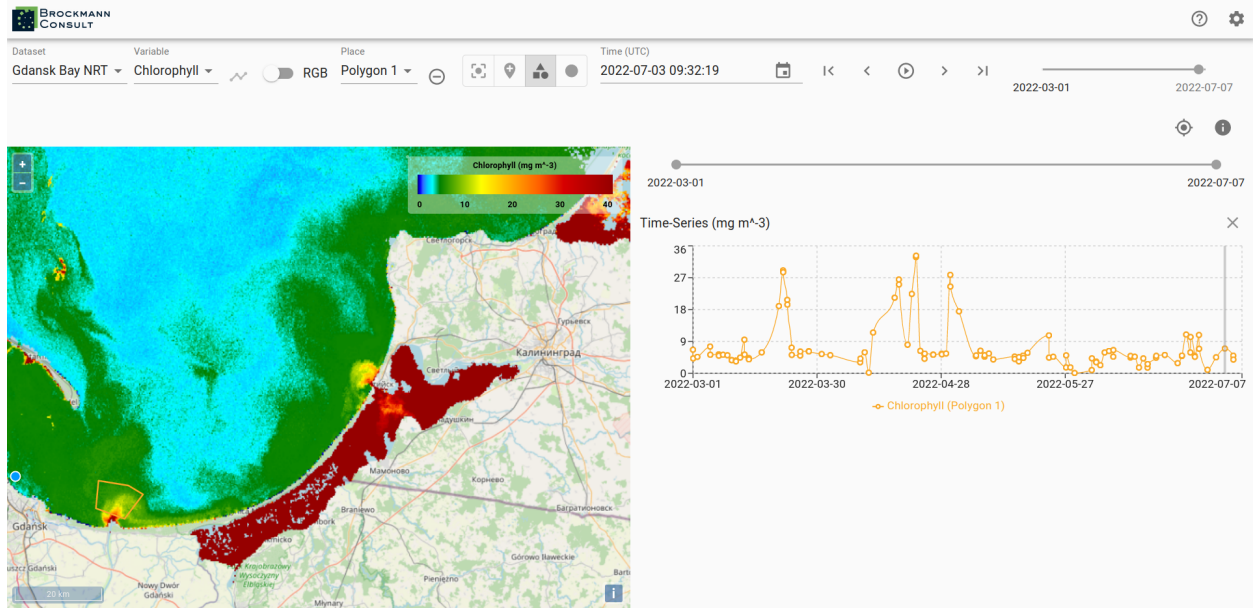 BROCKMANN
CONSULT
Dataset
Variable
Place
Time (UTC)
Gdansk Bay NRT
Chlorophyll
RGB
Polygon 1
2022-07-03 09:32:19
2022-03-01
2022-07-07
+
−
Chlorophyll (mg m^-3)
0 10 20 30 40
2022-03-01
2022-07-07
Time-Series (mg m^-3)
36
27
18
9
0
2022-03-01
2022-03-30
2022-04-28
2022-05-27
2022-07-07
Chlorophyll (Polygon 1)
Светлогорск
Гурьевск
Калининград
Светлый
Мамоново
Корнево
Багратионовск
Braniewo
Gdańsk
Górowo Iławeckie
Krajobrazowy
Wysoczyzny
Elbląskiej
Pieniężno
Nowy Dwór
Gdański
Młynary
20 km
i